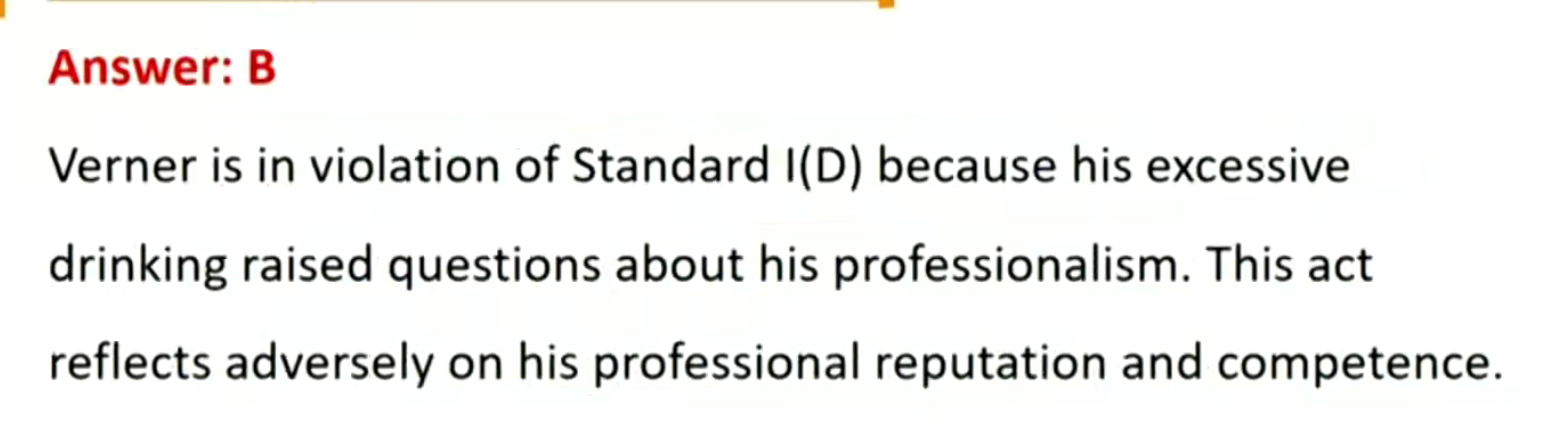 Answer: B
Verner is in violation of Standard I(D) because his excessive
drinking raised questions about his professionalism. This act
reflects adversely on his professional reputation and competence.